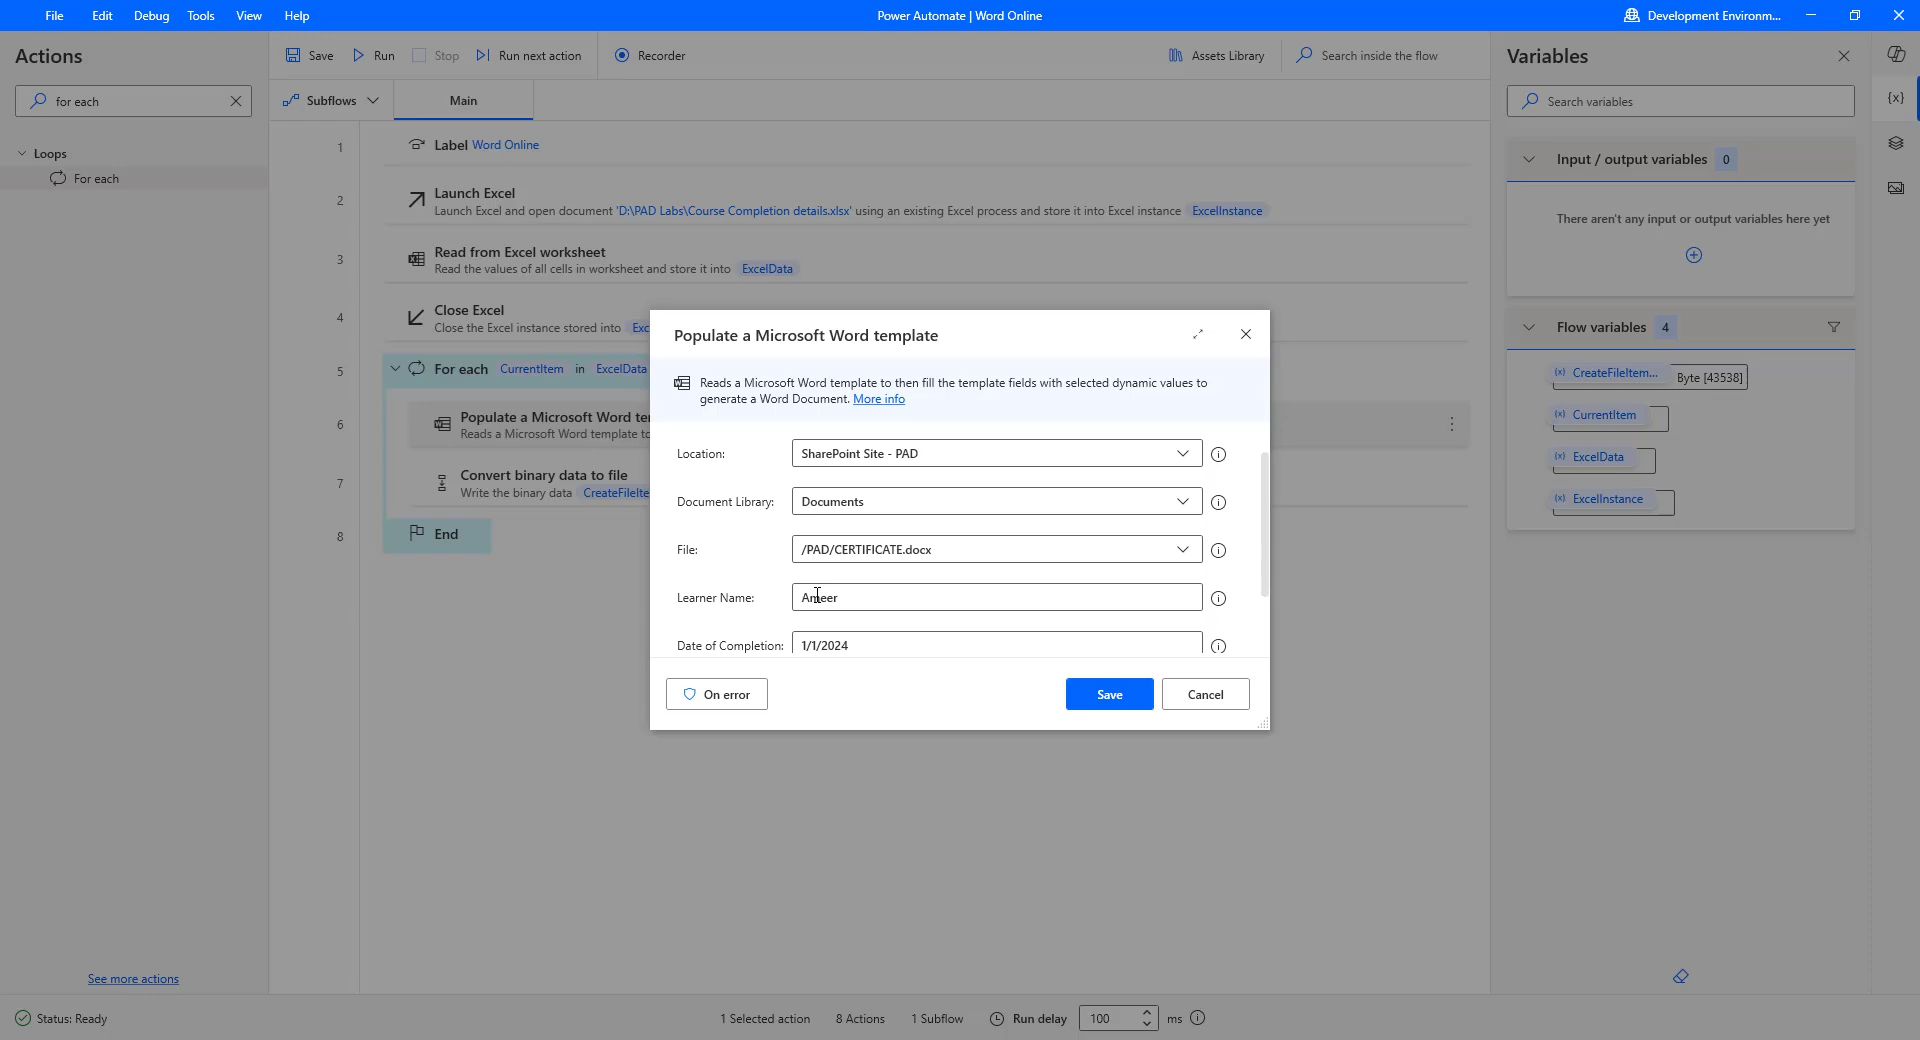 File Edit Debug Tools View Help Power Automate | Word Online Development Environm...
Actions
for each
Loops
For each
See more actions
Save Run Stop Run next action Recorder Assets Library Search inside the flow
Subflows Main
1 Label Word Online
2 Launch Excel
Launch Excel and open document 'D:\PAD Labs\Course Completion details.xlsx' using an existing Excel process and store it into Excel instance ExcelInstance
3 Read from Excel worksheet
Read the values of all cells in worksheet and store it into ExcelData
4 Close Excel
Close the Excel instance stored into Exc
5 For each CurrentItem in ExcelData
6 Populate a Microsoft Word te
Reads a Microsoft Word template to
7 Convert binary data to file
Write the binary data CreateFileIte
8 End
Populate a Microsoft Word template
Reads a Microsoft Word template to then fill the template fields with selected dynamic values to
generate a Word Document. More info
Location: SharePoint Site - PAD
Document Library: Documents
File: /PAD/CERTIFICATE.docx
Learner Name: Ameer
Date of Completion: 1/1/2024
On error Save Cancel
Variables
Search variables
Input / output variables 0
There aren't any input or output variables here yet
Flow variables 4
{x} CreateFileItem... Byte [43538]
{x} CurrentItem
{x} ExcelData
{x} ExcelInstance
{x}
Status: Ready 1 Selected action 8 Actions 1 Subflow Run delay 100 ms